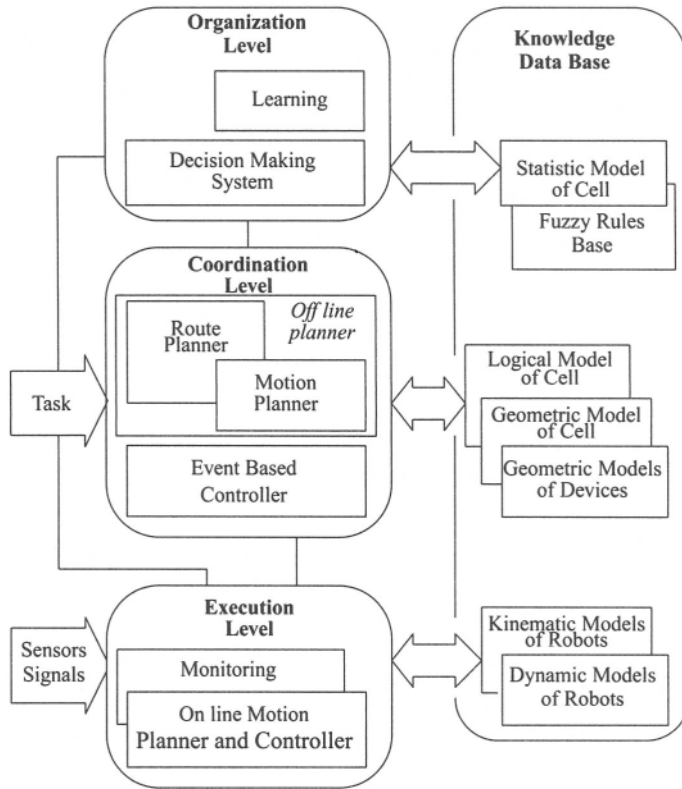 Organization
Level
Learning
Decision Making
System
Knowledge
Data Base
Statistic Model
of Cell
Fuzzy Rules
Base
Coordination
Level
Off line
planner
Route
Planner
Motion
Planner
Event Based
Controller
Task
Logical Model
of Cell
Geometric Model
of Cell
Geometric Models
of Devices
Execution
Level
Monitoring
On line Motion
Planner and Controller
Sensors
Signals
Kinematic Models
of Robots
Dynamic Models
of Robots